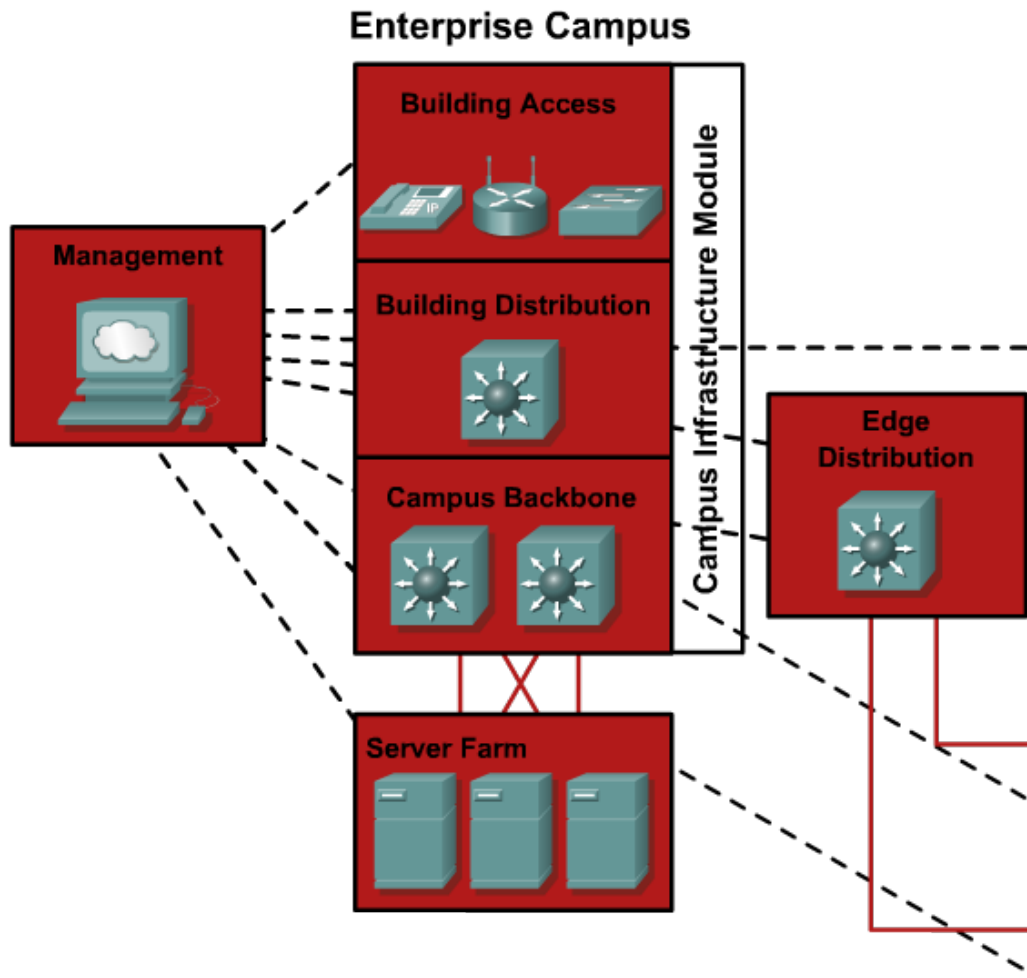 Enterprise Campus
Building Access
IP
Management
Building Distribution
Campus Infrastructure Module
Edge
Distribution
Campus Backbone
Server Farm